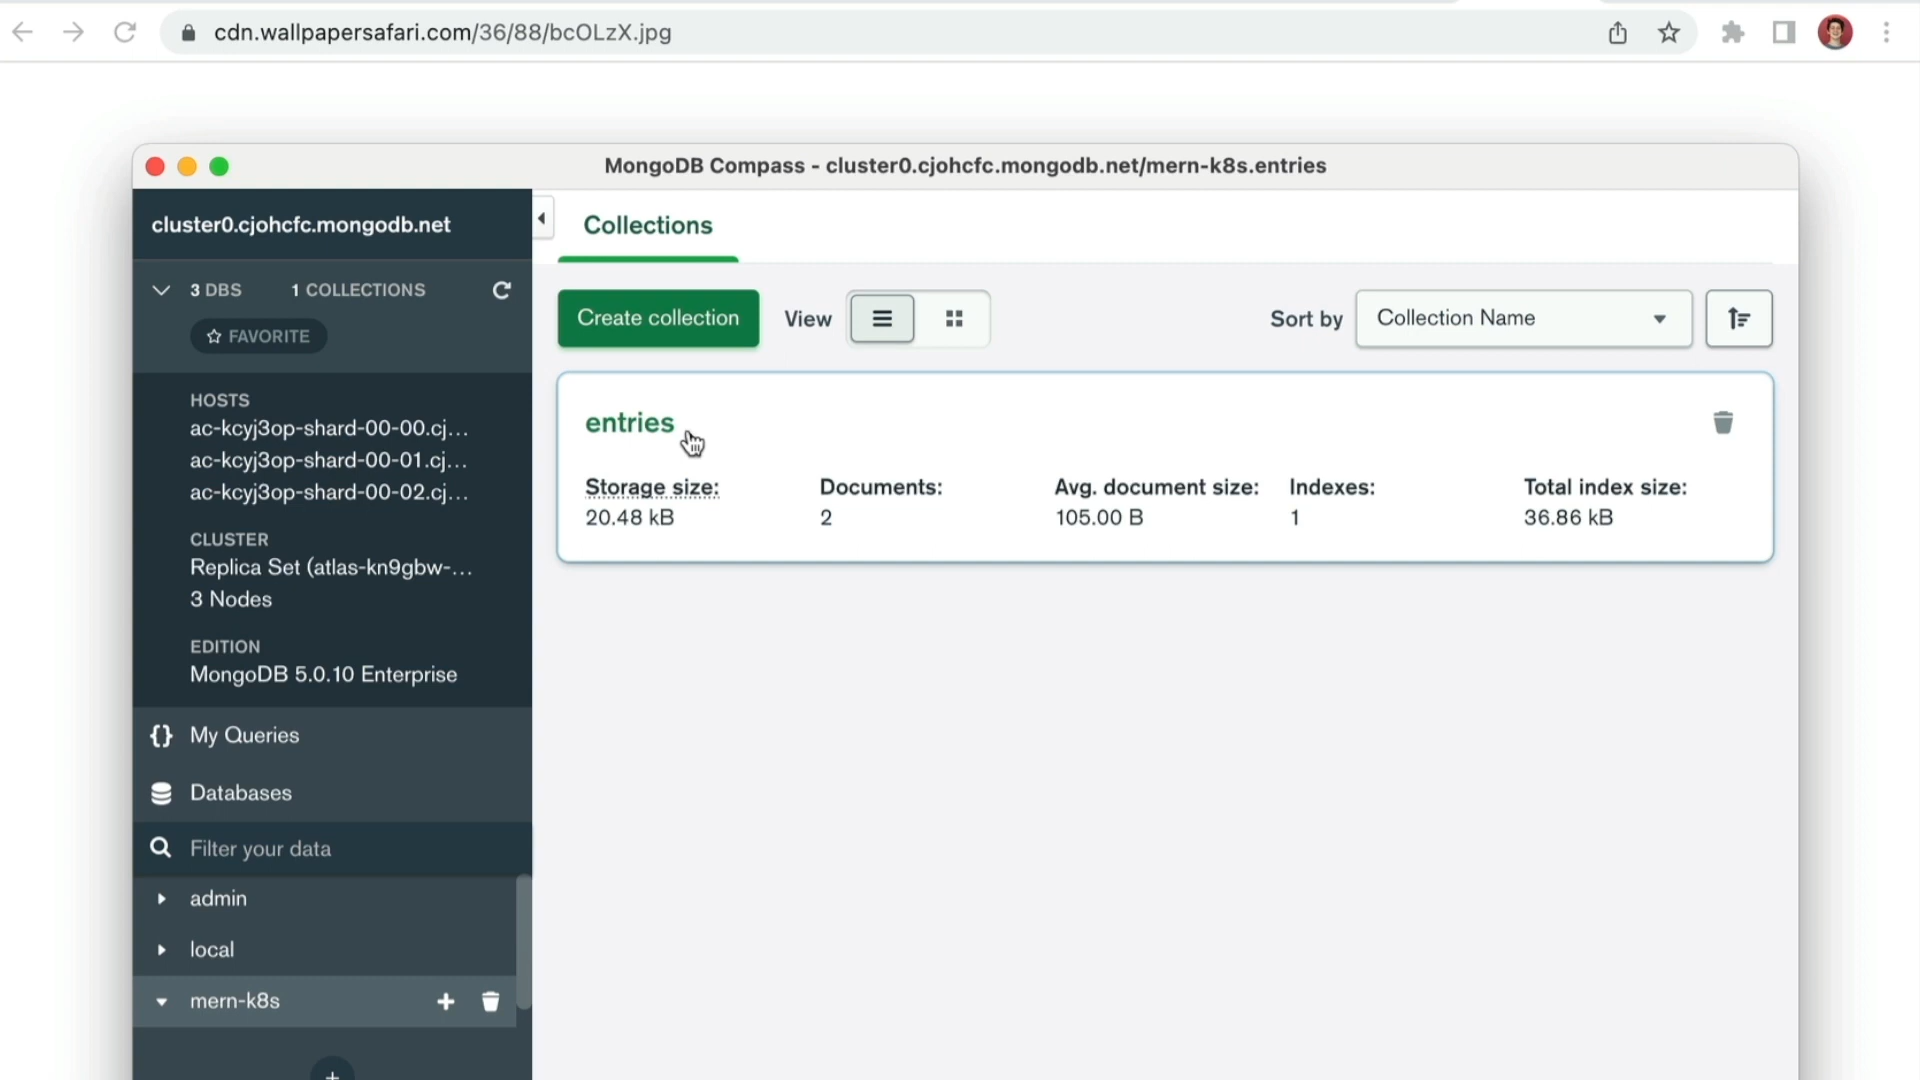 cdn.wallpapersafari.com/36/88/bcOLzX.jpg
MongoDB Compass - cluster0.cjohcfc.mongodb.net/mern-k8s.entries
cluster0.cjohcfc.mongodb.net
3 DBS 1 COLLECTIONS
FAVORITE
HOSTS
ac-kcyj3op-shard-00-00.cj...
ac-kcyj3op-shard-00-01.cj...
ac-kcyj3op-shard-00-02.cj...
CLUSTER
Replica Set (atlas-kn9gbw-...
3 Nodes
EDITION
MongoDB 5.0.10 Enterprise
{} My Queries
Databases
Filter your data
admin
local
mern-k8s
Collections
Create collection View Sort by Collection Name
entries
Storage size: Documents: Avg. document size: Indexes: Total index size:
20.48 kB 2 105.00 B 1 36.86 kB